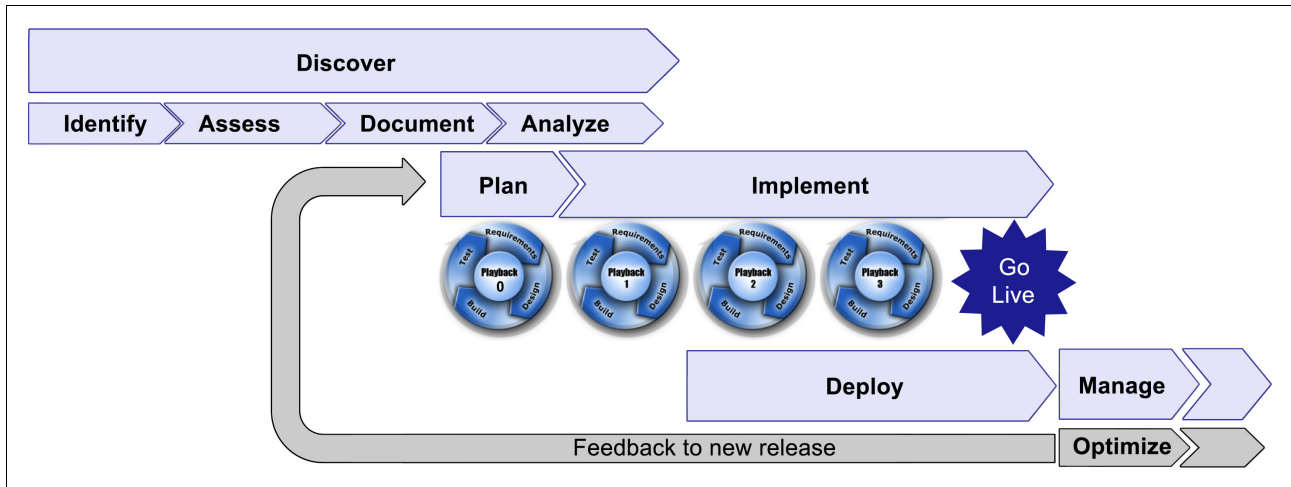 Discover
Identify Assess Document Analyze
Plan Implement
Requirements
Design
Build
Test
Playback
0
Requirements
Design
Build
Test
Playback
1
Requirements
Design
Build
Test
Playback
2
Requirements
Design
Build
Test
Playback
3
Go
Live
Deploy Manage
Feedback to new release Optimize